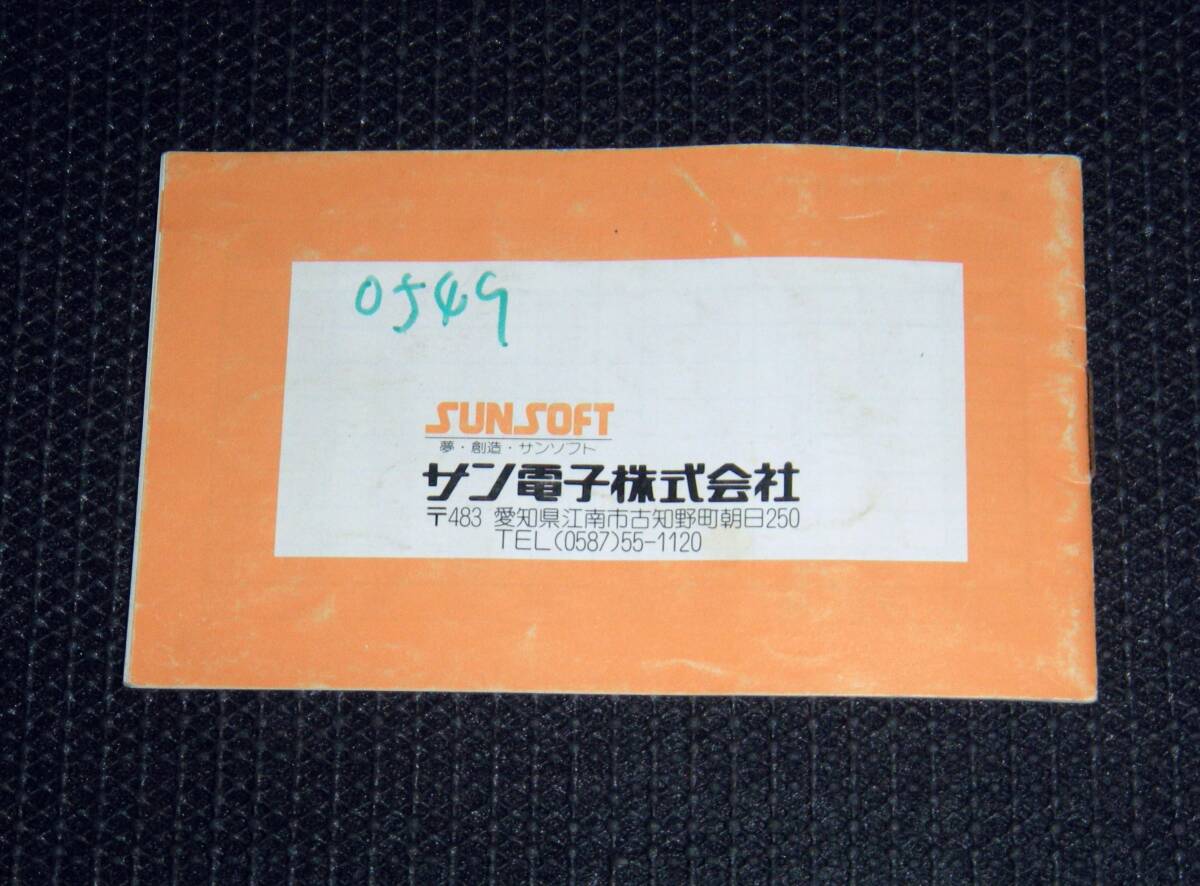 0549
SUNSOFT
夢・創造・サンソフト
サン電子株式会社
〒483 愛知県江南市古知野町朝日250
TEL(0587)55-1120